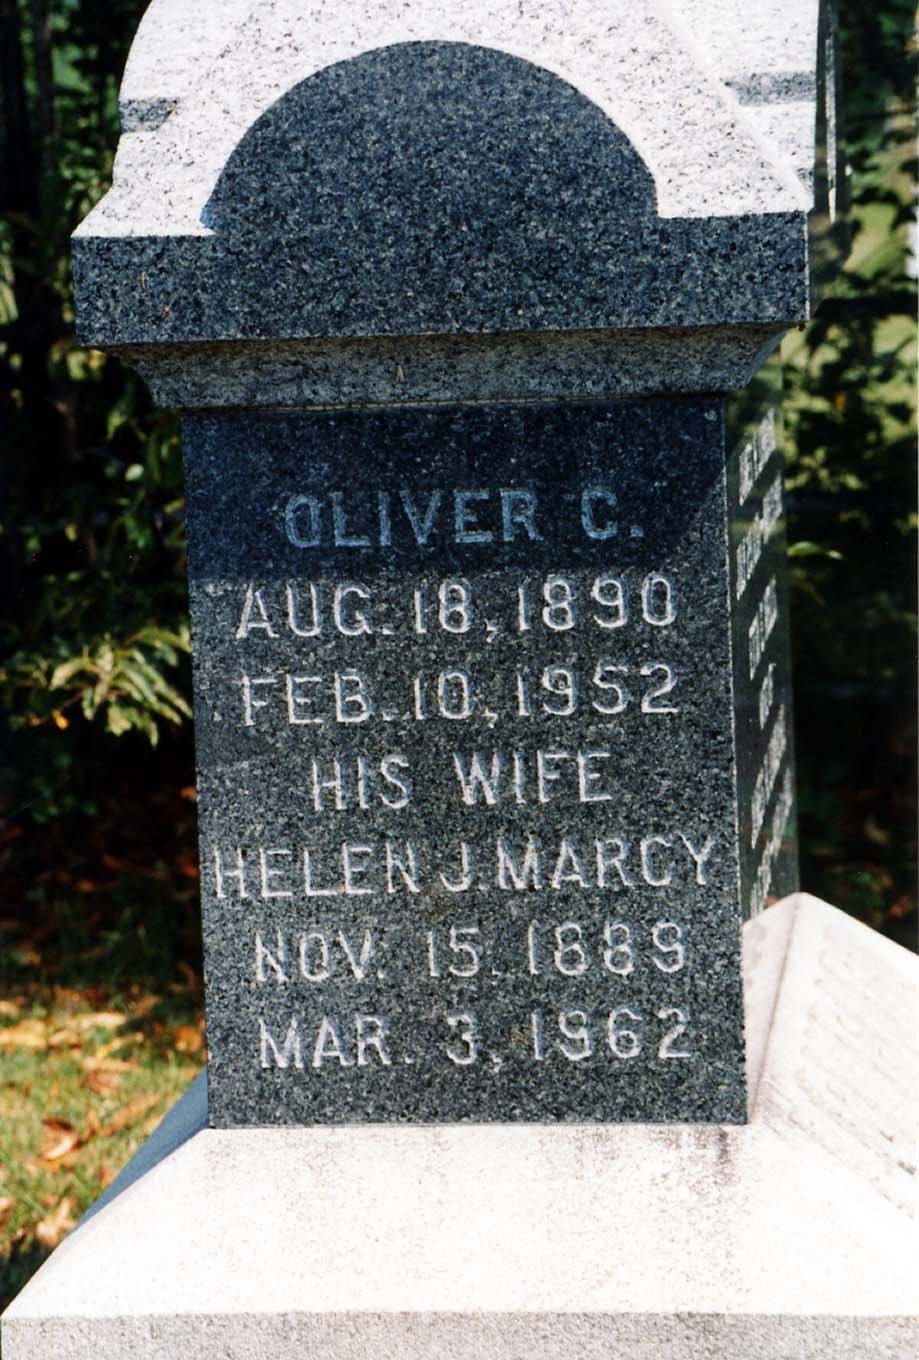 OLIVER C.
AUG. 18, 1890
FEB. 10, 1952
HIS WIFE
HELEN J. MARCY
NOV. 15. 1889
MAR. 3, 1962